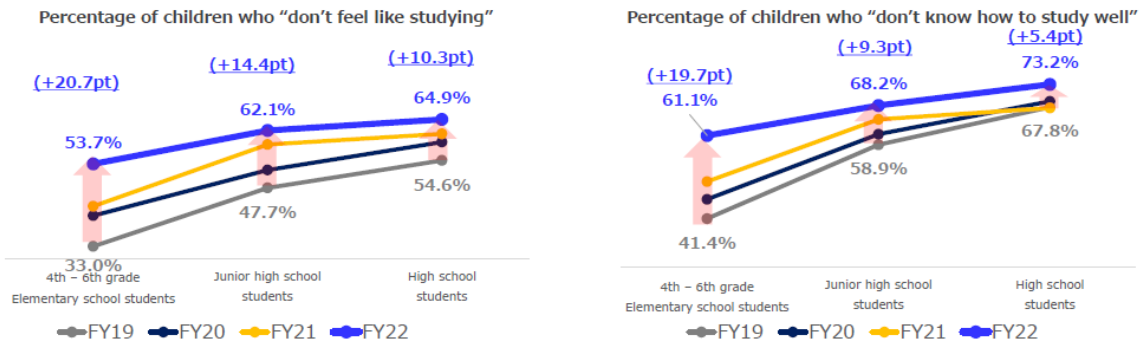 Percentage of children who “don’t feel like studying”
(+20.7pt)
(+14.4pt)
(+10.3pt)
53.7%
62.1%
64.9%
33.0%
47.7%
54.6%
4th – 6th grade
Elementary school students
Junior high school
students
High school
students
FY19 FY20 FY21 FY22
Percentage of children who “don’t know how to study well”
(+19.7pt)
(+9.3pt)
(+5.4pt)
61.1%
68.2%
73.2%
41.4%
58.9%
67.8%
4th – 6th grade
Elementary school students
Junior high school
students
High school
students
FY19 FY20 FY21 FY22